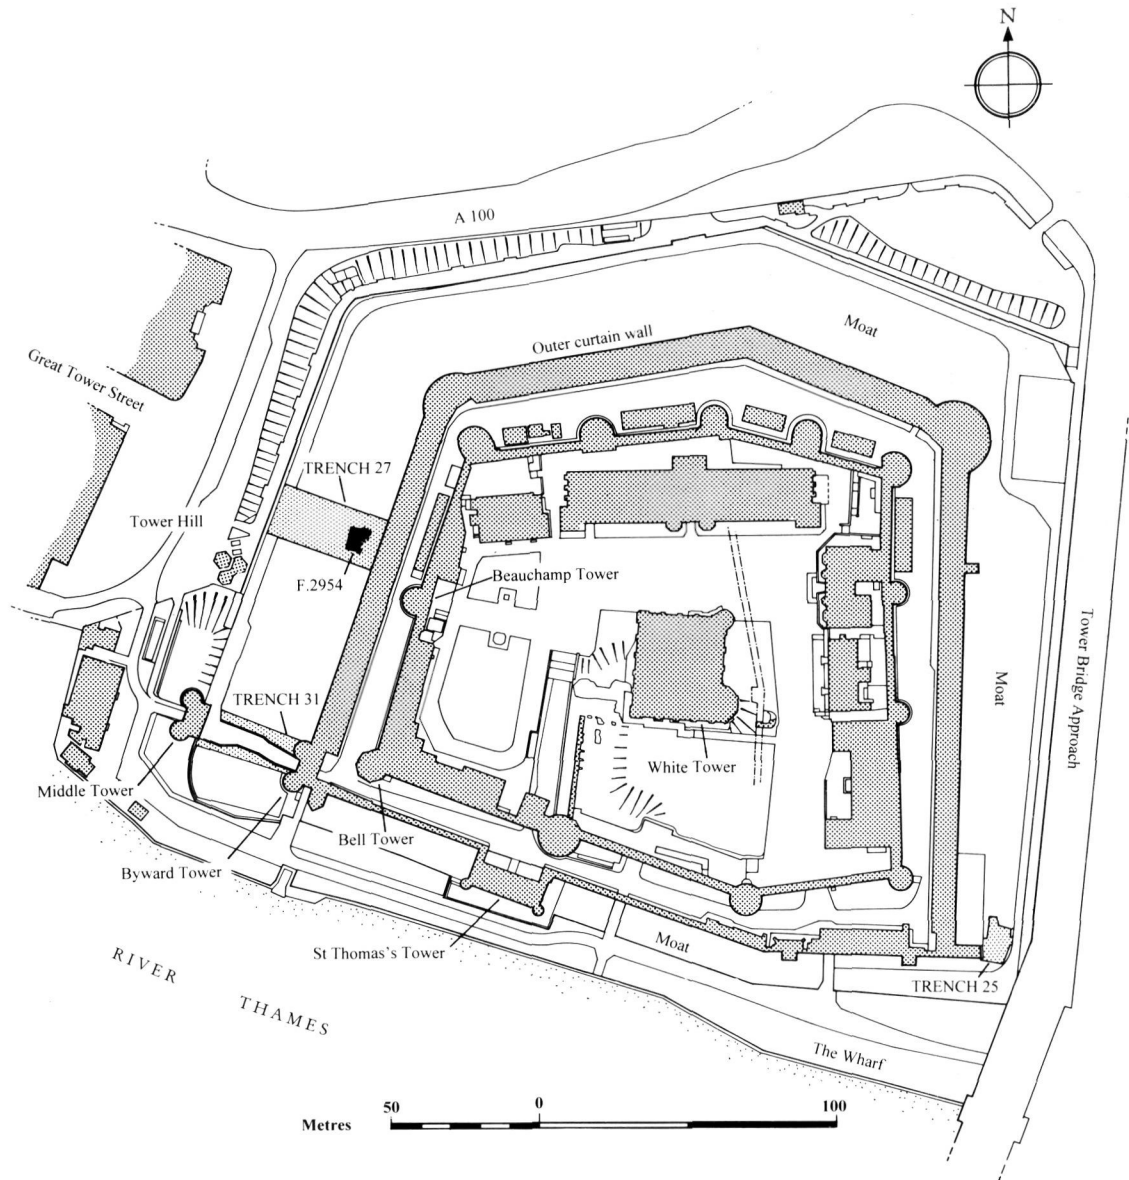 N
A 100
Moat
Outer curtain wall
Great Tower Street
TRENCH 27
Tower Hill
F.2954
Beauchamp Tower
Tower Bridge Approach
Moat
TRENCH 31
White Tower
Middle Tower
Bell Tower
Byward Tower
St Thomas's Tower
Moat
TRENCH 25
RIVER THAMES
The Wharf
Metres 50 0 100